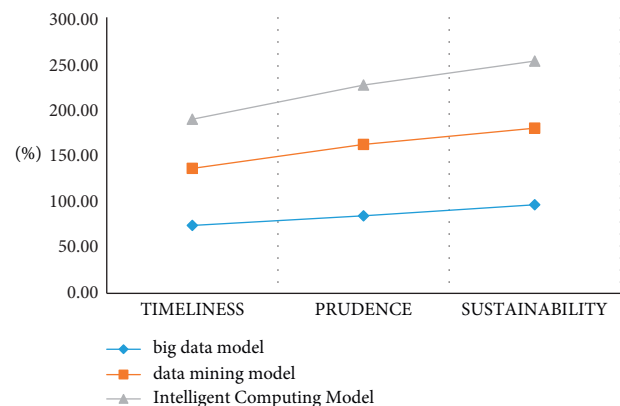 300.00
250.00
200.00
(%)
150.00
100.00
50.00
0.00
TIMELINESS PRUDENCE SUSTAINABILITY
big data model
data mining model
Intelligent Computing Model